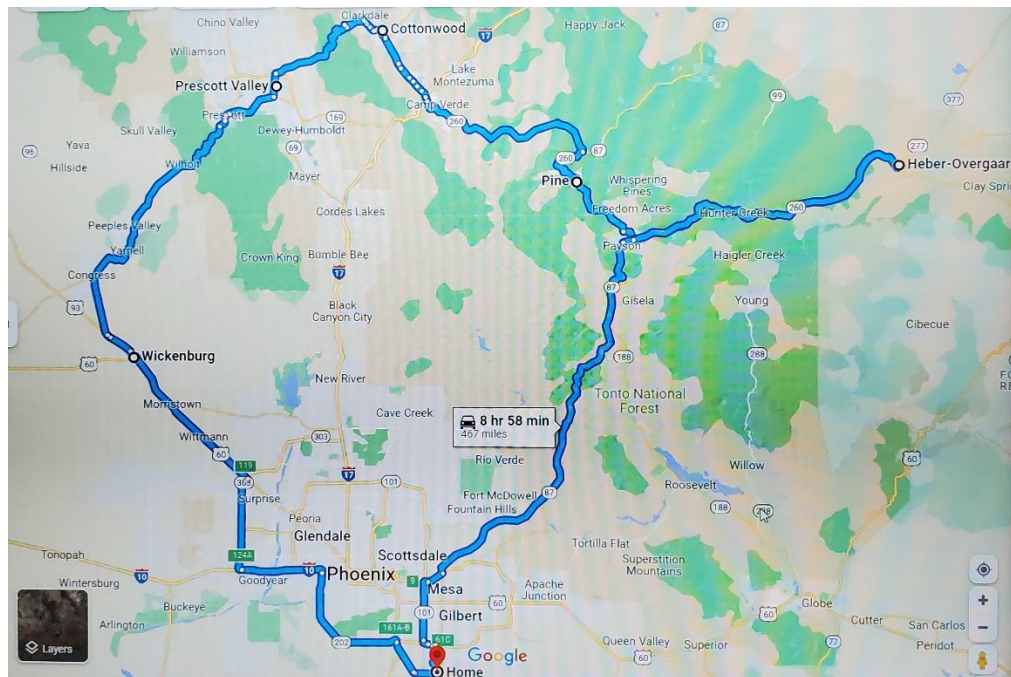 Chino Valley
Clarkdale
Cottonwood
Happy Jack
87
17
Williamson
Lake
Montezuma
Prescott Valley
99
377
Camp Verde
Prescott
169
260
Skull Valley
Dewey-Humboldt
96
Yava
69
87
277
Hillside
Wilhoit
260
Heber-Overgaar
Mayer
Pine
Whispering
Pines
Clay Spri
Cordes Lakes
Freedom Acres
Hunter Creek
260
Peeples Valley
Payson
Yarnell
Crown King
Bumble Bee
Haigler Creek
Congress
17
87
Gisela
Young
93
Black
Canyon City
Cibecue
Wickenburg
188
288
60
New River
FO
RE
Tonto National
Forest
Morristown
Cave Creek
8 hr 58 min
467 miles
Wittmann
303
60
60
119
17
Rio Verde
Willow
Surprise
101
Fort McDowell
87
Roosevelt
Peoria
Fountain Hills
188
Glendale
Tortilla Flat
Tonopah
124A
Scottsdale
Superstition
Mountains
10
Goodyear
10
Phoenix
9
Wintersburg
Mesa
Apache
Junction
60
Globe
Buckeye
101
Gilbert
60
Arlington
161A-B
Cutter
San Carlos
202
61C
Queen Valley
Superior
77
Peridot
Layers
Google
60
Home